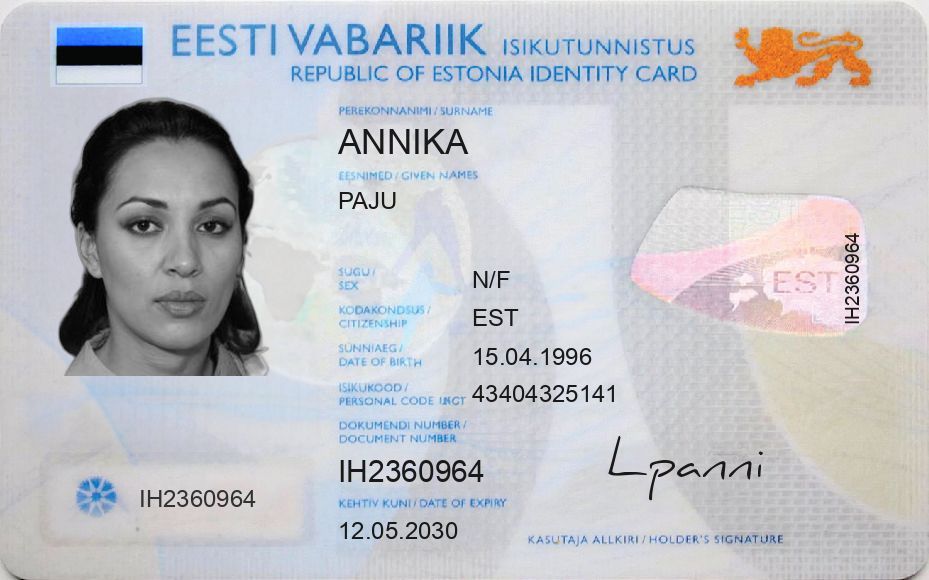 EESTI VABARIIK ISIKUTUNNISTUS
REPUBLIC OF ESTONIA IDENTITY CARD
PEREKONNANIMI / SURNAME
ANNIKA
EESNIMED / GIVEN NAMES
PAJU
SUGU /
SEX
N/F
KODAKONDSUS /
CITIZENSHIP
EST
SÜNNIAEG /
DATE OF BIRTH
15.04.1996
ISIKUKOOD /
PERSONAL CODE
43404325141
DOKUMENDI NUMBER /
DOCUMENT NUMBER
IH2360964
KEHTIV KUNI / DATE OF EXPIRY
12.05.2030
IH2360964
EST
IH2360964
Lpanni
KASUTAJA ALLKIRI / HOLDER'S SIGNATURE